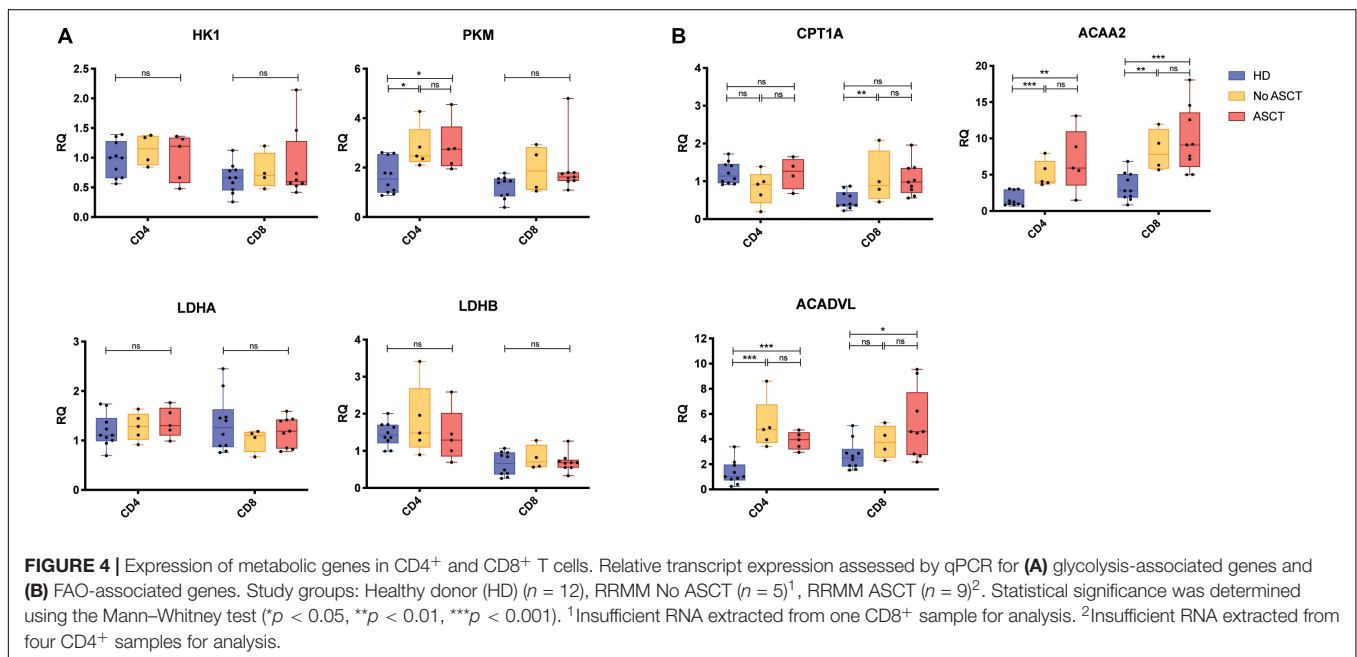 A
HK1
PKM
B
CPT1A
ACAA2
RQ
1.5
1.0
0.5
0.0
ns
ns
CD4
CD8
RQ
6
4
2
0
*
*
ns
ns
CD4
CD8
RQ
4
3
2
1
0
ns
ns
ns
ns
**
ns
CD4
CD8
RQ
20
15
10
5
0
**
***
ns
***
**
ns
CD4
CD8
HD
No ASCT
ASCT
LDHA
LDHB
ACADVL
RQ
3
2
1
0
ns
ns
CD4
CD8
RQ
4
3
2
1
0
ns
ns
CD4
CD8
RQ
12
10
8
6
4
2
0
***
***
ns
*
ns
ns
CD4
CD8
FIGURE 4 | Expression of metabolic genes in CD4⁺ and CD8⁺ T cells. Relative transcript expression assessed by qPCR for (A) glycolysis-associated genes and
(B) FAO-associated genes. Study groups: Healthy donor (HD) (n = 12), RRMM No ASCT (n = 5)¹, RRMM ASCT (n = 9)². Statistical significance was determined
using the Mann–Whitney test (*p < 0.05, **p < 0.01, ***p < 0.001). ¹Insufficient RNA extracted from one CD8⁺ sample for analysis. ²Insufficient RNA extracted from
four CD4⁺ samples for analysis.